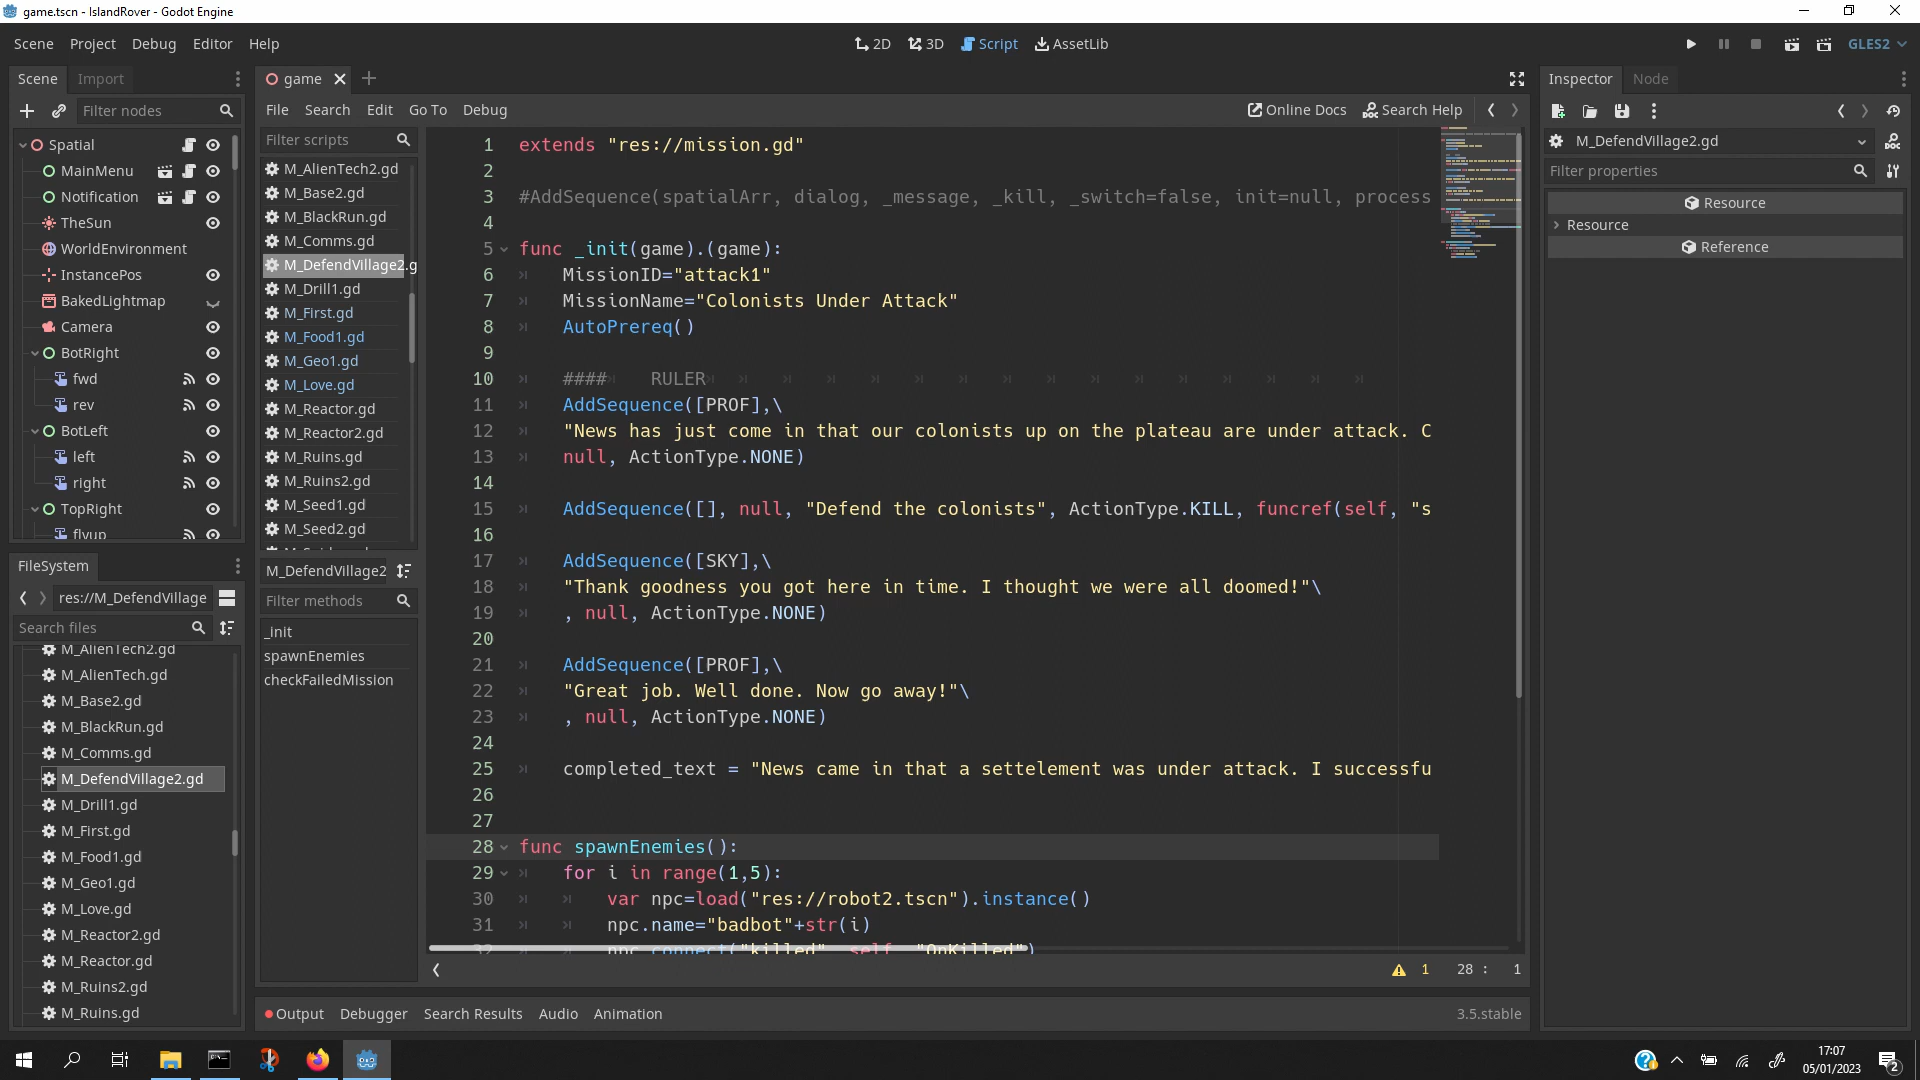 game.tscn - IslandRover - Godot Engine
Scene Project Debug Editor Help
2D 3D Script AssetLib
GLES2
Scene Import
Filter nodes
Spatial
MainMenu
Notification
TheSun
WorldEnvironment
InstancePos
BakedLightmap
Camera
BotRight
fwd
rev
BotLeft
left
right
TopRight
flyup
FileSystem
res://M_DefendVillage
Search files
M_AlienTech2.gd
M_AlienTech.gd
M_Base2.gd
M_BlackRun.gd
M_Comms.gd
M_DefendVillage2.gd
M_Drill1.gd
M_First.gd
M_Food1.gd
M_Geo1.gd
M_Love.gd
M_Reactor2.gd
M_Reactor.gd
M_Ruins2.gd
M_Ruins.gd
game
File Search Edit Go To Debug
Online Docs Search Help
Filter scripts
M_AlienTech2.gd
M_Base2.gd
M_BlackRun.gd
M_Comms.gd
M_DefendVillage2.g
M_Drill1.gd
M_First.gd
M_Food1.gd
M_Geo1.gd
M_Love.gd
M_Reactor.gd
M_Reactor2.gd
M_Ruins.gd
M_Ruins2.gd
M_Seed1.gd
M_Seed2.gd
M_DefendVillage2
Filter methods
_init
spawnEnemies
checkFailedMission
1 extends "res://mission.gd"
2
3 #AddSequence(spatialArr, dialog, _message, _kill, _switch=false, init=null, process
4
5 func _init(game).(game):
6 MissionID="attack1"
7 MissionName="Colonists Under Attack"
8 AutoPrereq()
9
10 #### RULER
11 AddSequence([PROF],\
12 "News has just come in that our colonists up on the plateau are under attack. C
13 null, ActionType.NONE)
14
15 AddSequence([], null, "Defend the colonists", ActionType.KILL, funcref(self, "s
16
17 AddSequence([SKY],\
18 "Thank goodness you got here in time. I thought we were all doomed!"\
19 , null, ActionType.NONE)
20
21 AddSequence([PROF],\
22 "Great job. Well done. Now go away!"\
23 , null, ActionType.NONE)
24
25 completed_text = "News came in that a settelement was under attack. I successfu
26
27
28 func spawnEnemies():
29 for i in range(1,5):
30 var npc=load("res://robot2.tscn").instance()
31 npc.name="badbot"+str(i)
32 npc.connect("killed", self, "OnKilled")
1 28 : 1
Output Debugger Search Results Audio Animation
3.5.stable
Inspector Node
M_DefendVillage2.gd
Filter properties
Resource
Resource
Reference
17:07
05/01/2023
2